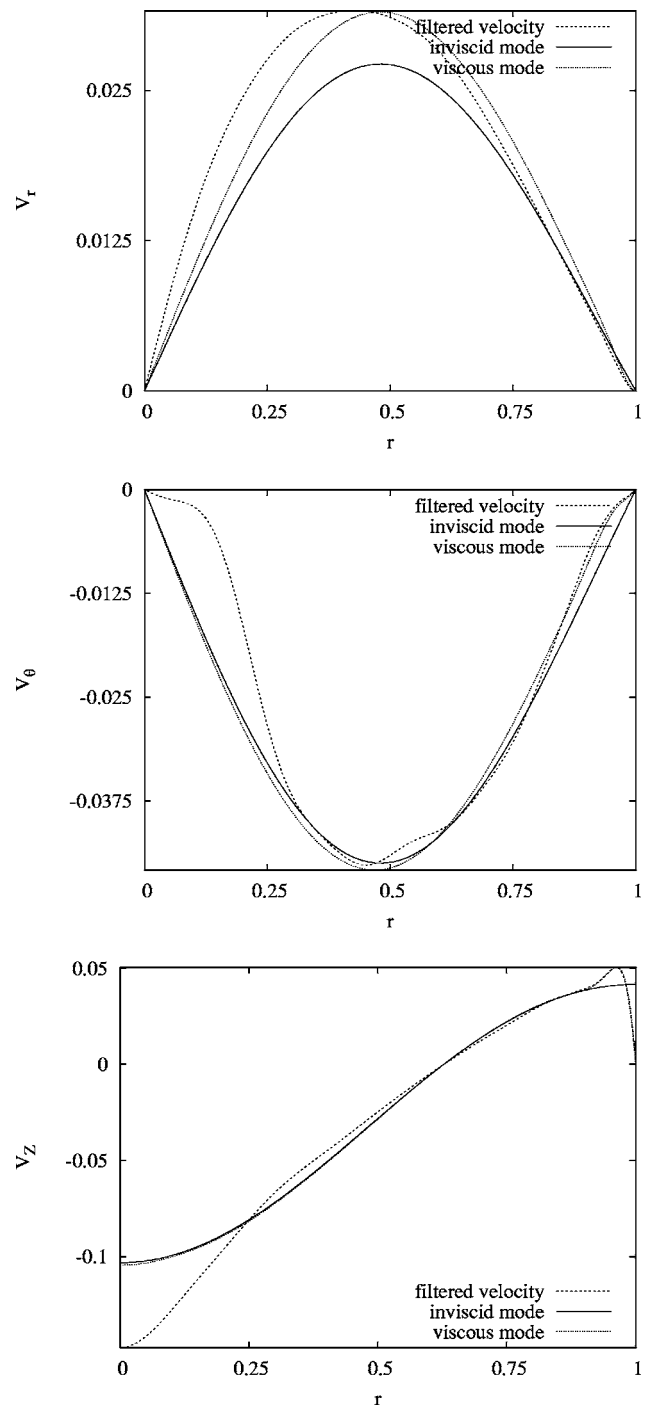 filtered velocity
inviscid mode
viscous mode
0.025
0.0125
0
V_r
0 0.25 0.5 0.75 1
r
0
-0.0125
-0.025
-0.0375
V_θ
filtered velocity
inviscid mode
viscous mode
0 0.25 0.5 0.75 1
r
0.05
0
-0.05
-0.1
V_Z
filtered velocity
inviscid mode
viscous mode
0 0.25 0.5 0.75 1
r